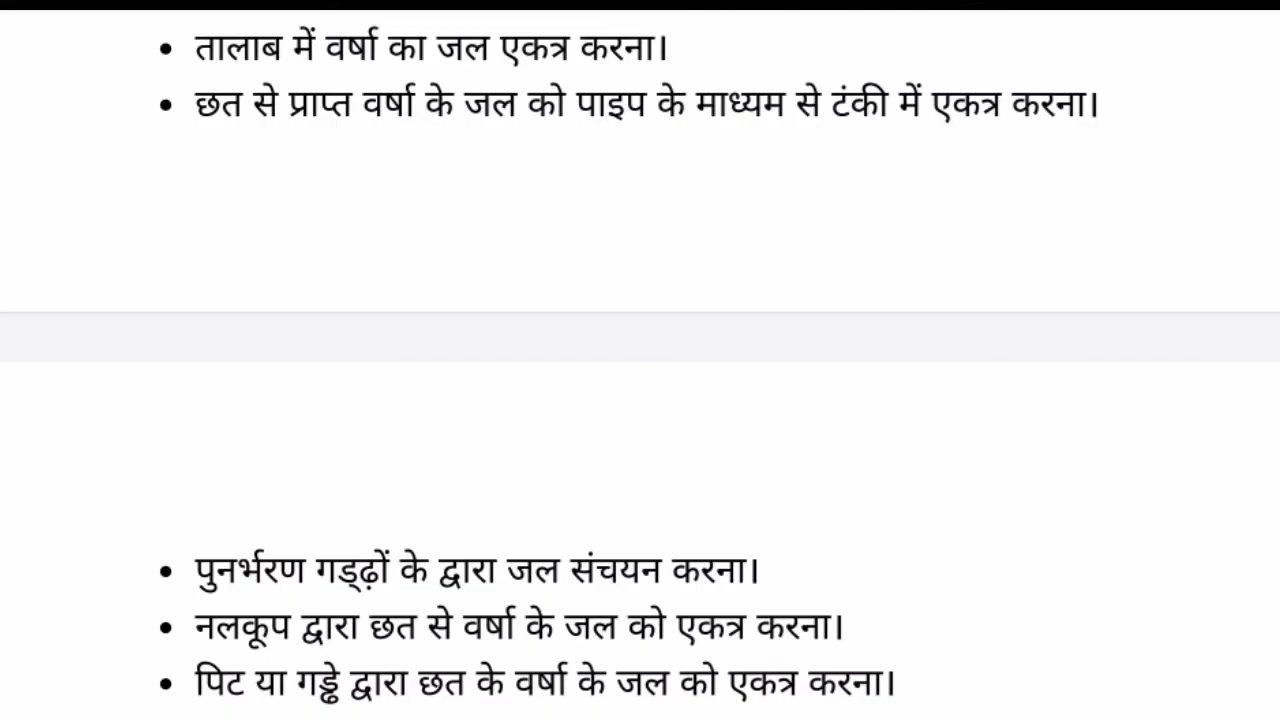 • तालाब में वर्षा का जल एकत्र करना।
• छत से प्राप्त वर्षा के जल को पाइप के माध्यम से टंकी में एकत्र करना।
• पुनर्भरण गड्ढ़ों के द्वारा जल संचयन करना।
• नलकूप द्वारा छत से वर्षा के जल को एकत्र करना।
• पिट या गड्ढे द्वारा छत के वर्षा के जल को एकत्र करना।